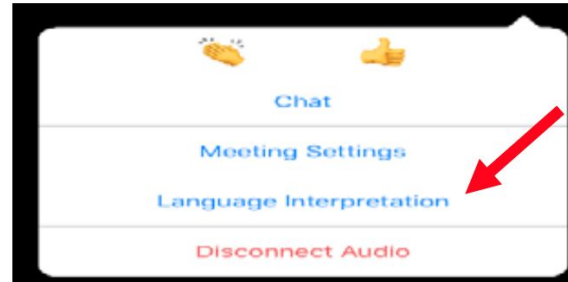 Chat
Meeting Settings
Language Interpretation
Disconnect Audio